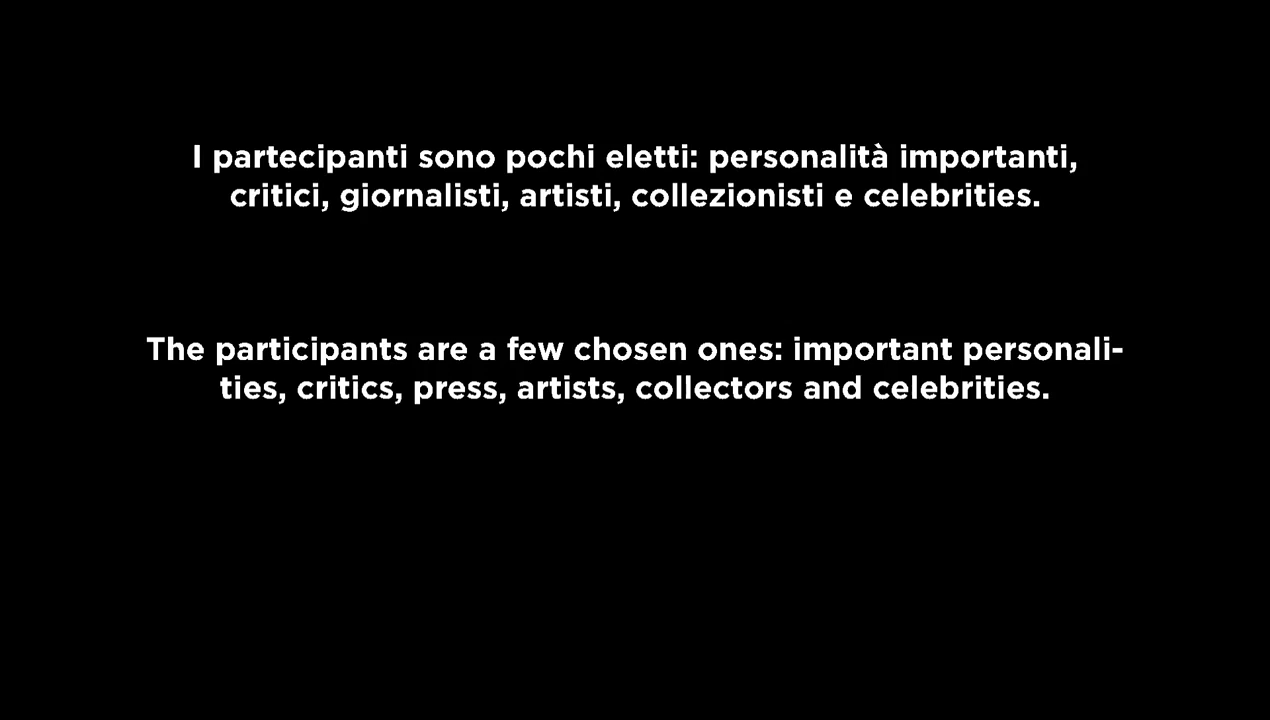 I partecipanti sono pochi eletti: personalità importanti,
critici, giornalisti, artisti, collezionisti e celebrities.
The participants are a few chosen ones: important personali-
ties, critics, press, artists, collectors and celebrities.